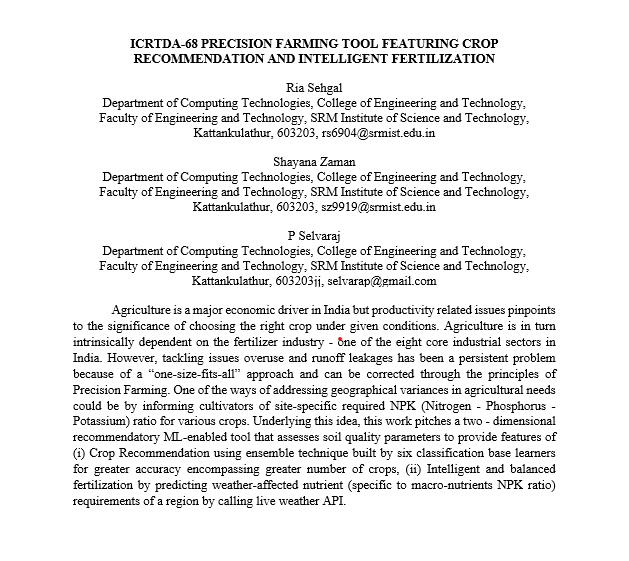 ICRTDA-68 PRECISION FARMING TOOL FEATURING CROP
RECOMMENDATION AND INTELLIGENT FERTILIZATION
Ria Sehgal
Department of Computing Technologies, College of Engineering and Technology,
Faculty of Engineering and Technology, SRM Institute of Science and Technology,
Kattankulathur, 603203, rs6904@srmist.edu.in
Shayana Zaman
Department of Computing Technologies, College of Engineering and Technology,
Faculty of Engineering and Technology, SRM Institute of Science and Technology,
Kattankulathur, 603203, sz9919@srmist.edu.in
P Selvaraj
Department of Computing Technologies, College of Engineering and Technology,
Faculty of Engineering and Technology, SRM Institute of Science and Technology,
Kattankulathur, 603203jj, selvarap@gmail.com
Agriculture is a major economic driver in India but productivity related issues pinpoints
to the significance of choosing the right crop under given conditions. Agriculture is in turn
intrinsically dependent on the fertilizer industry - one of the eight core industrial sectors in
India. However, tackling issues overuse and runoff leakages has been a persistent problem
because of a “one-size-fits-all” approach and can be corrected through the principles of
Precision Farming. One of the ways of addressing geographical variances in agricultural needs
could be by informing cultivators of site-specific required NPK (Nitrogen - Phosphorus -
Potassium) ratio for various crops. Underlying this idea, this work pitches a two - dimensional
recommendatory ML-enabled tool that assesses soil quality parameters to provide features of
(i) Crop Recommendation using ensemble technique built by six classification base learners
for greater accuracy encompassing greater number of crops, (ii) Intelligent and balanced
fertilization by predicting weather-affected nutrient (specific to macro-nutrients NPK ratio)
requirements of a region by calling live weather API.